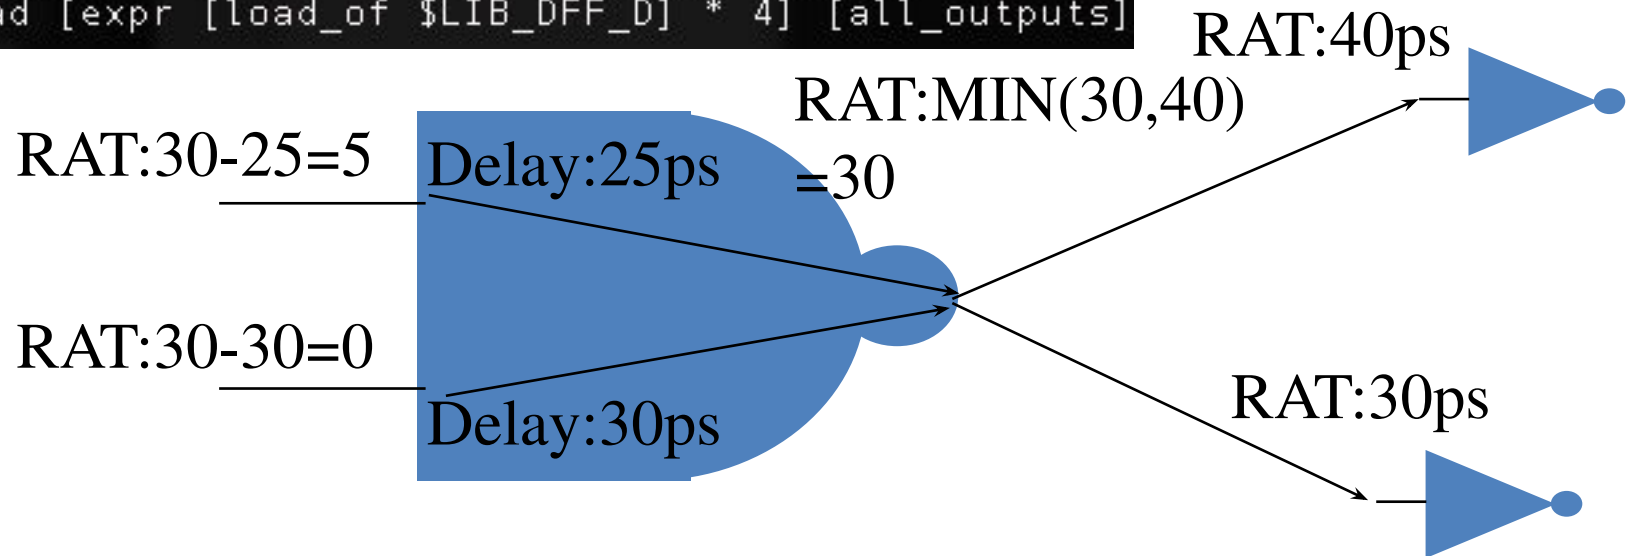 [expr [load_of $LIB_DFF_D] * 4] [all_outputs]
RAT:40ps
RAT:MIN(30,40)
=30
RAT:30-25=5
Delay:25ps
RAT:30-30=0
Delay:30ps
RAT:30ps